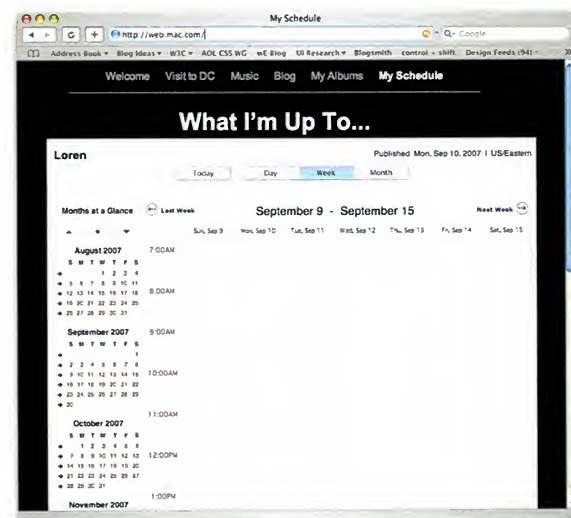 My Schedule
http://web.mac.com/
Q- Google
Address Book Blog Ideas W3C AOL CSS WG wE Blog UI Research Blogsmith control + shift Design Feeds (94)
Welcome Visit to DC Music Blog My Albums My Schedule
What I'm Up To...
Loren
Published Mon, Sep 10, 2007 | US/Eastern
Today Day Week Month
Months at a Glance
Last Week
September 9 - September 15
Next Week
Sun, Sep 9 Mon, Sep 10 Tue, Sep 11 Wed, Sep 12 Thu, Sep 13 Fri, Sep 14 Sat, Sep 15
August 2007
S M T W T F S
1 2 3 4
5 6 7 8 9 10 11
12 13 14 15 16 17 18
19 20 21 22 23 24 25
26 27 28 29 30 31
September 2007
S M T W T F S
1
2 3 4 5 6 7 8
9 10 11 12 13 14 15
16 17 18 19 20 21 22
23 24 25 26 27 28 29
30
October 2007
S M T W T F S
1 2 3 4 5 6
7 8 9 10 11 12 13
14 15 16 17 18 19 20
21 22 23 24 25 26 27
28 29 30 31
November 2007
7:00AM
8:00AM
9:00AM
10:00AM
11:00AM
12:00PM
1:00PM